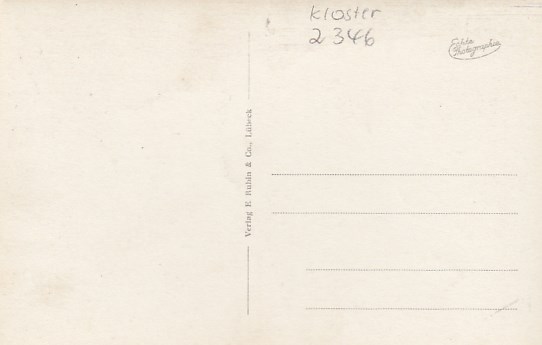 kloster
2346
Echte
Photographie
Verlag E. Rubin & Co., Lübeck